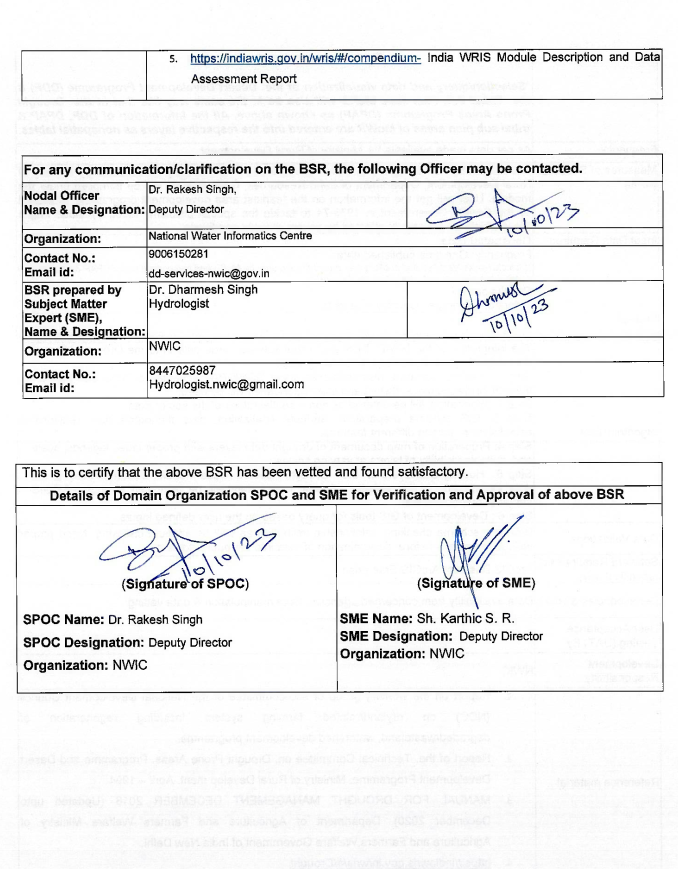 5. https://indiawris.gov.in/wris/#/compendium- India WRIS Module Description and Data
Assessment Report
For any communication/clarification on the BSR, the following Officer may be contacted.
Nodal Officer
Name & Designation:
Dr. Rakesh Singh,
Deputy Director
10/10/23
Organization:
National Water Informatics Centre
Contact No.:
Email id:
9006150281
dd-services-nwic@gov.in
BSR prepared by
Subject Matter
Expert (SME),
Name & Designation:
Dr. Dharmesh Singh
Hydrologist
10/10/23
Organization:
NWIC
Contact No.:
Email id:
8447025987
Hydrologist.nwic@gmail.com
This is to certify that the above BSR has been vetted and found satisfactory.
Details of Domain Organization SPOC and SME for Verification and Approval of above BSR
10/10/23
(Signature of SPOC)
SPOC Name: Dr. Rakesh Singh
SPOC Designation: Deputy Director
Organization: NWIC
(Signature of SME)
SME Name: Sh. Karthic S. R.
SME Designation: Deputy Director
Organization: NWIC